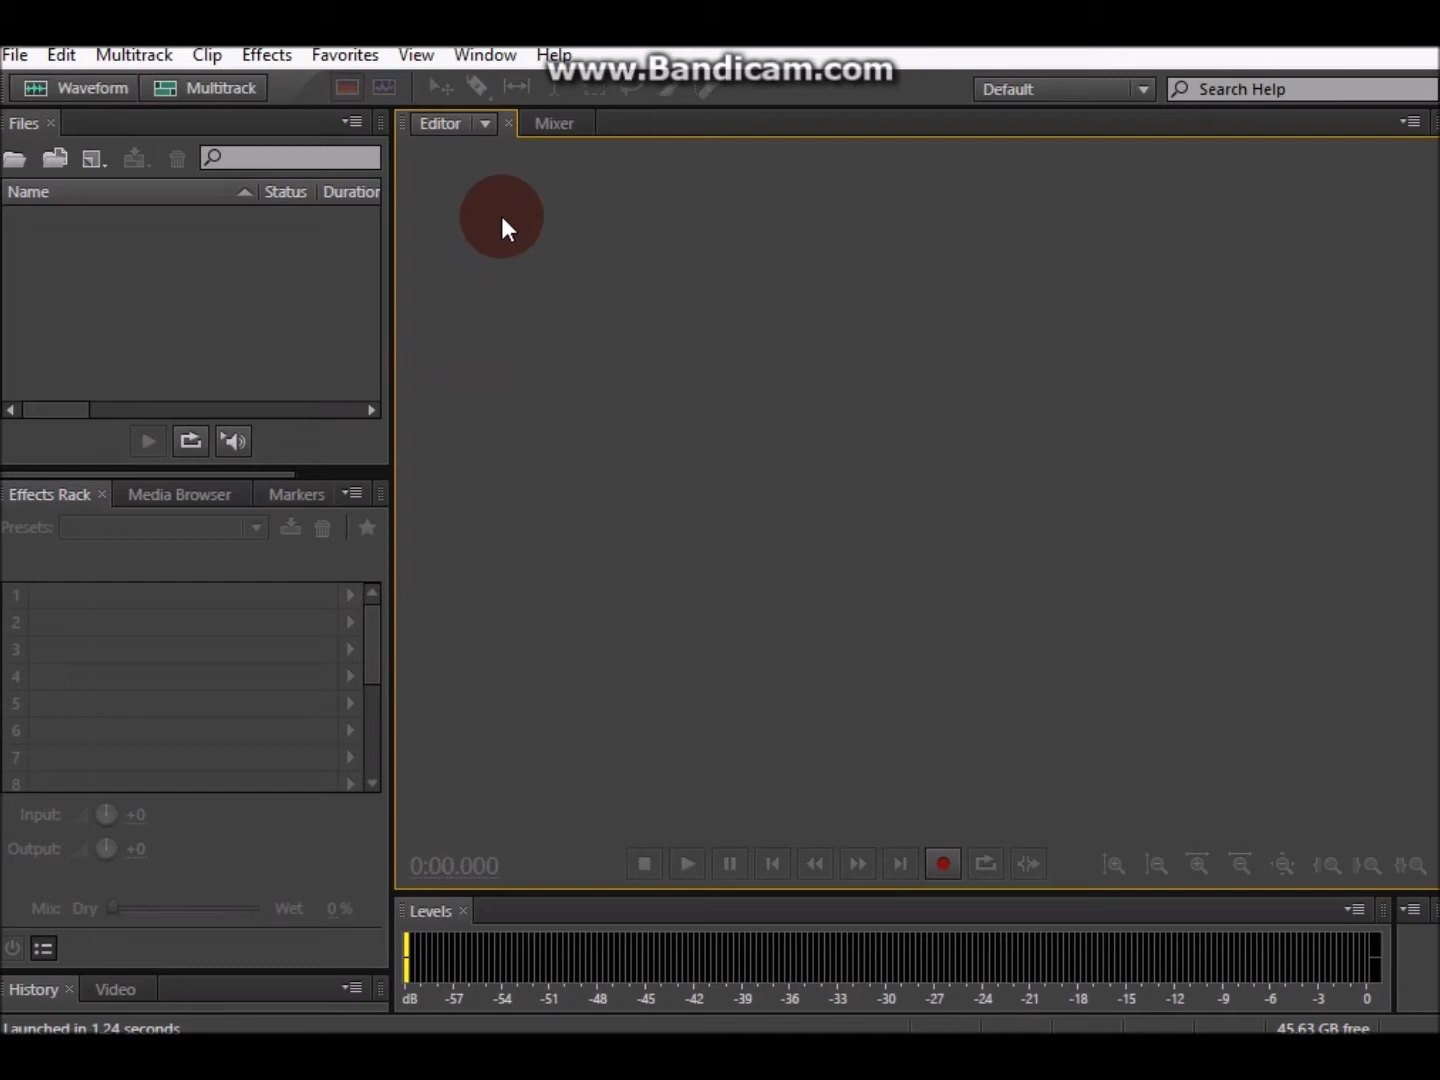 File Edit Multitrack Clip Effects Favorites View Window Help
www.Bandicam.com
Waveform Multitrack Default Search Help
Files Editor Mixer
Name Status Duration
Effects Rack Media Browser Markers
Presets:
1
2
3
4
5
6
7
8
Input: +0
Output: +0
0:00.000
Mix: Dry Wet 0 %
Levels
dB -57 -54 -51 -48 -45 -42 -39 -36 -33 -30 -27 -24 -21 -18 -15 -12 -9 -6 -3 0
History Video
Launched in 1.24 seconds 45.63 GB free